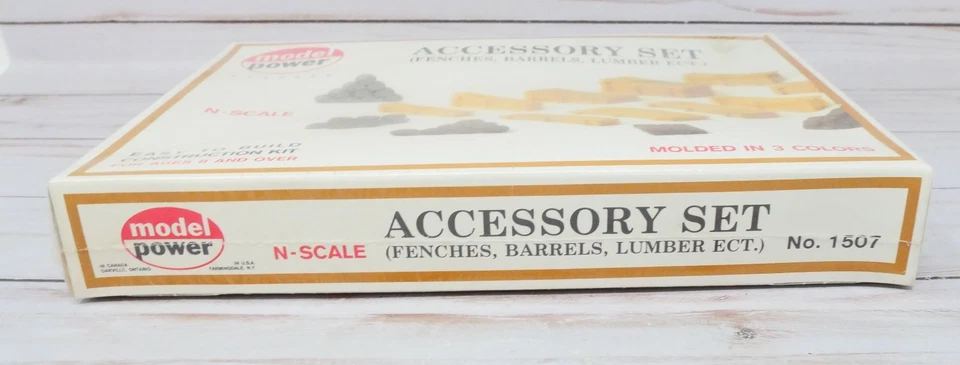 model
power
ACCESSORY SET
(FENCHES, BARRELS, LUMBER ECT.)
N-SCALE
EASY TO BUILD
CONSTRUCTION KIT
FOR AGES 8 AND OVER
MOLDED IN 3 COLORS
model
power
IN CANADA
OAKVILLE, ONTARIO
IN U.S.A.
FARMINGDALE, N.Y.
N-SCALE
ACCESSORY SET
(FENCHES, BARRELS, LUMBER ECT.)
No. 1507